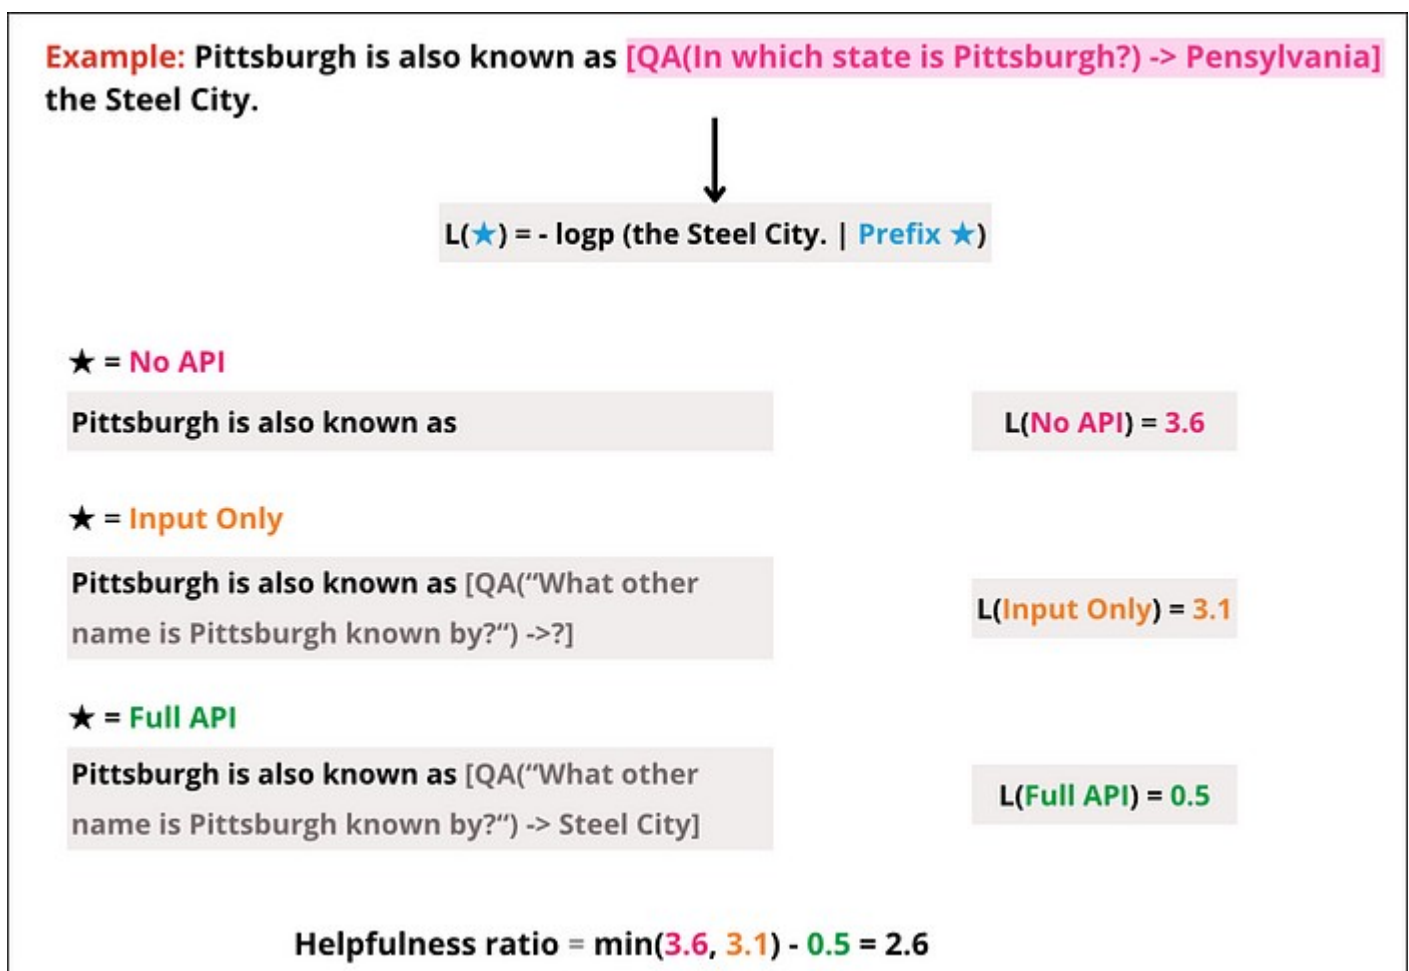 Example: Pittsburgh is also known as [QA(In which state is Pittsburgh?) -> Pensylvania]
the Steel City.
L(★) = - logp (the Steel City. | Prefix ★)
★ = No API
Pittsburgh is also known as
L(No API) = 3.6
★ = Input Only
Pittsburgh is also known as [QA(“What other
name is Pittsburgh known by?“) ->?]
L(Input Only) = 3.1
★ = Full API
Pittsburgh is also known as [QA(“What other
name is Pittsburgh known by?“) -> Steel City]
L(Full API) = 0.5
Helpfulness ratio = min(3.6, 3.1) - 0.5 = 2.6